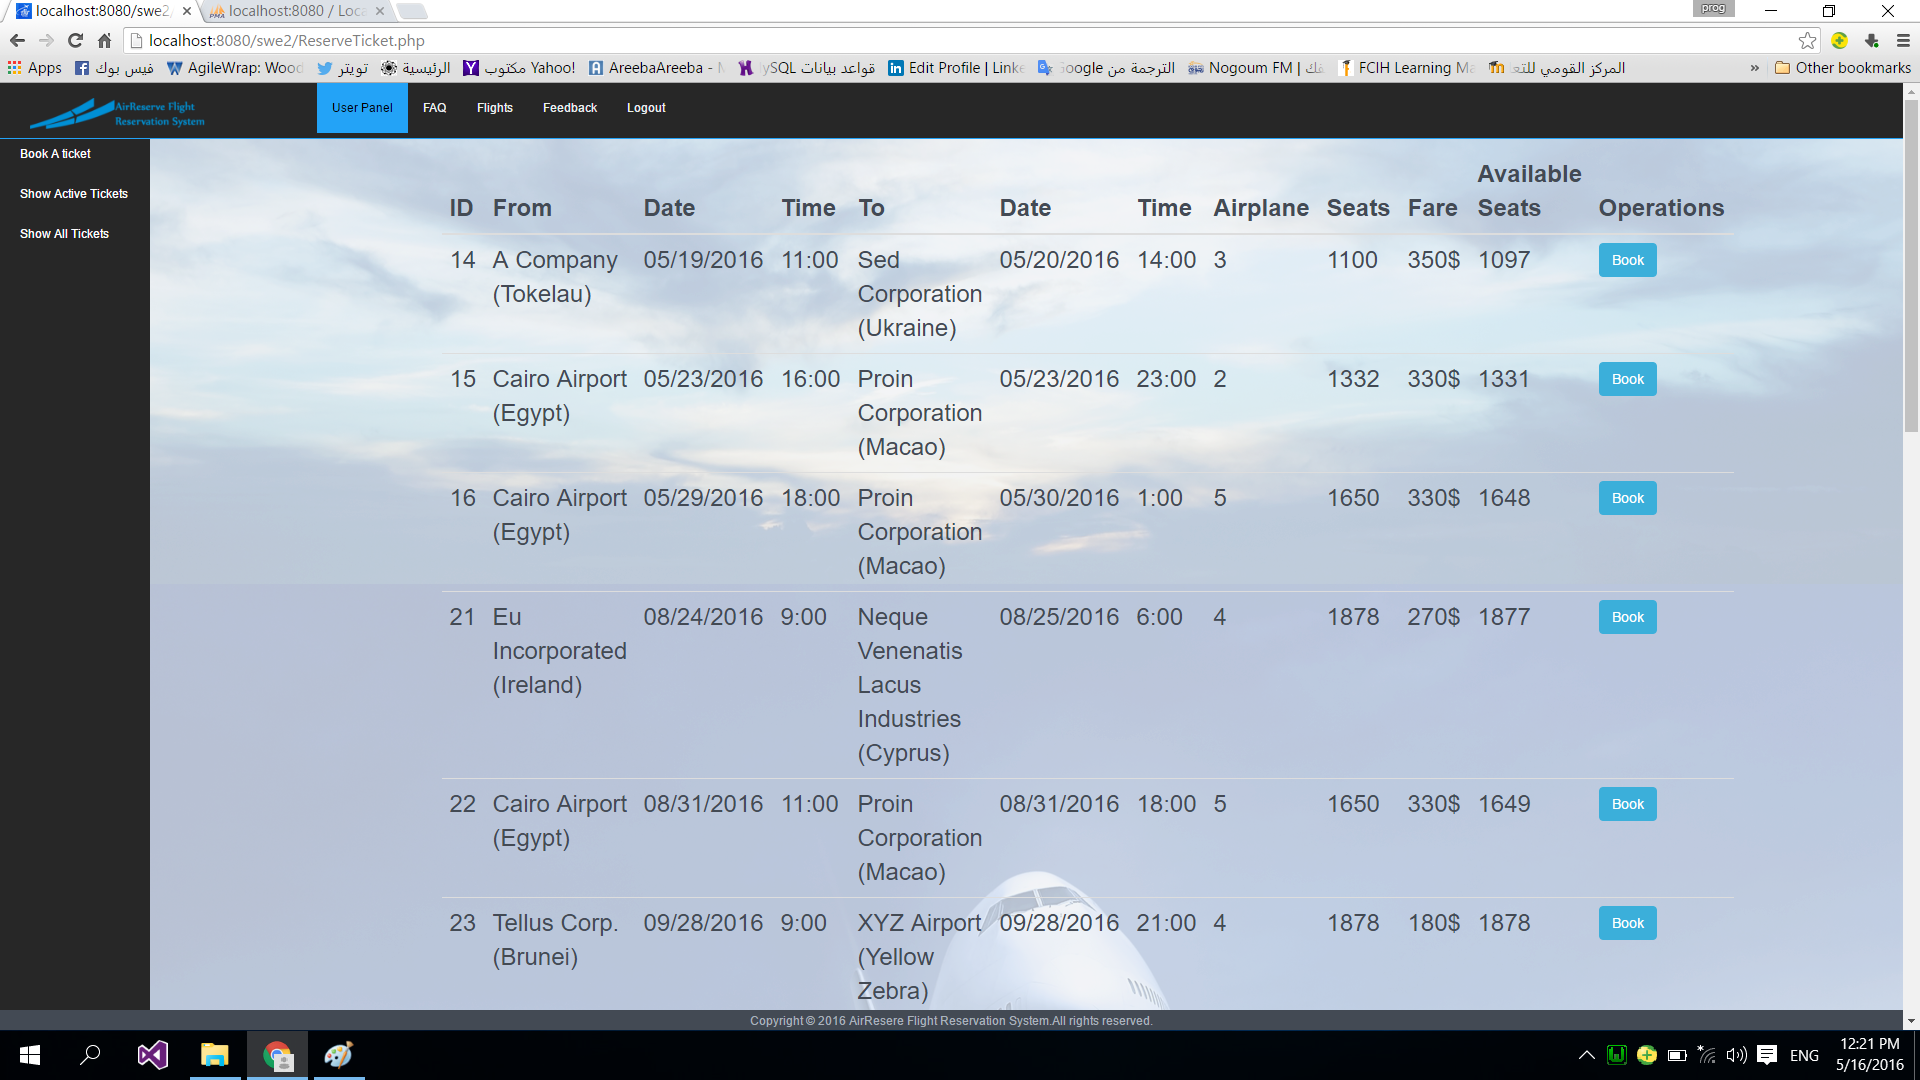 localhost:8080/swe2
localhost:8080 / Loca
prog
localhost:8080/swe2/ReserveTicket.php
Apps
فيس بوك
AgileWrap: Wood
تويتر
الرئيسية
مكتوب Yahoo!
AreebaAreeba -
قواعد بيانات ySQL
Edit Profile | Linke
الترجمة من Google
Nogoum FM |
FCIH Learning Ma
المركز القومي للتع
»
Other bookmarks
AirReserve Flight
Reservation System
User Panel
FAQ
Flights
Feedback
Logout
Book A ticket
Show Active Tickets
Show All Tickets
ID From Date Time To Date Time Airplane Seats Fare Available Seats Operations
14 A Company 05/19/2016 11:00 Sed 05/20/2016 14:00 3 1100 350$ 1097 Book
(Tokelau) Corporation
(Ukraine)
15 Cairo Airport 05/23/2016 16:00 Proin 05/23/2016 23:00 2 1332 330$ 1331 Book
(Egypt) Corporation
(Macao)
16 Cairo Airport 05/29/2016 18:00 Proin 05/30/2016 1:00 5 1650 330$ 1648 Book
(Egypt) Corporation
(Macao)
21 Eu 08/24/2016 9:00 Neque 08/25/2016 6:00 4 1878 270$ 1877 Book
Incorporated Venenatis
(Ireland) Lacus
Industries
(Cyprus)
22 Cairo Airport 08/31/2016 11:00 Proin 08/31/2016 18:00 5 1650 330$ 1649 Book
(Egypt) Corporation
(Macao)
23 Tellus Corp. 09/28/2016 9:00 XYZ Airport 09/28/2016 21:00 4 1878 180$ 1878 Book
(Brunei) (Yellow
Zebra)
Copyright © 2016 AirResere Flight Reservation System.All rights reserved.
ENG
12:21 PM
5/16/2016